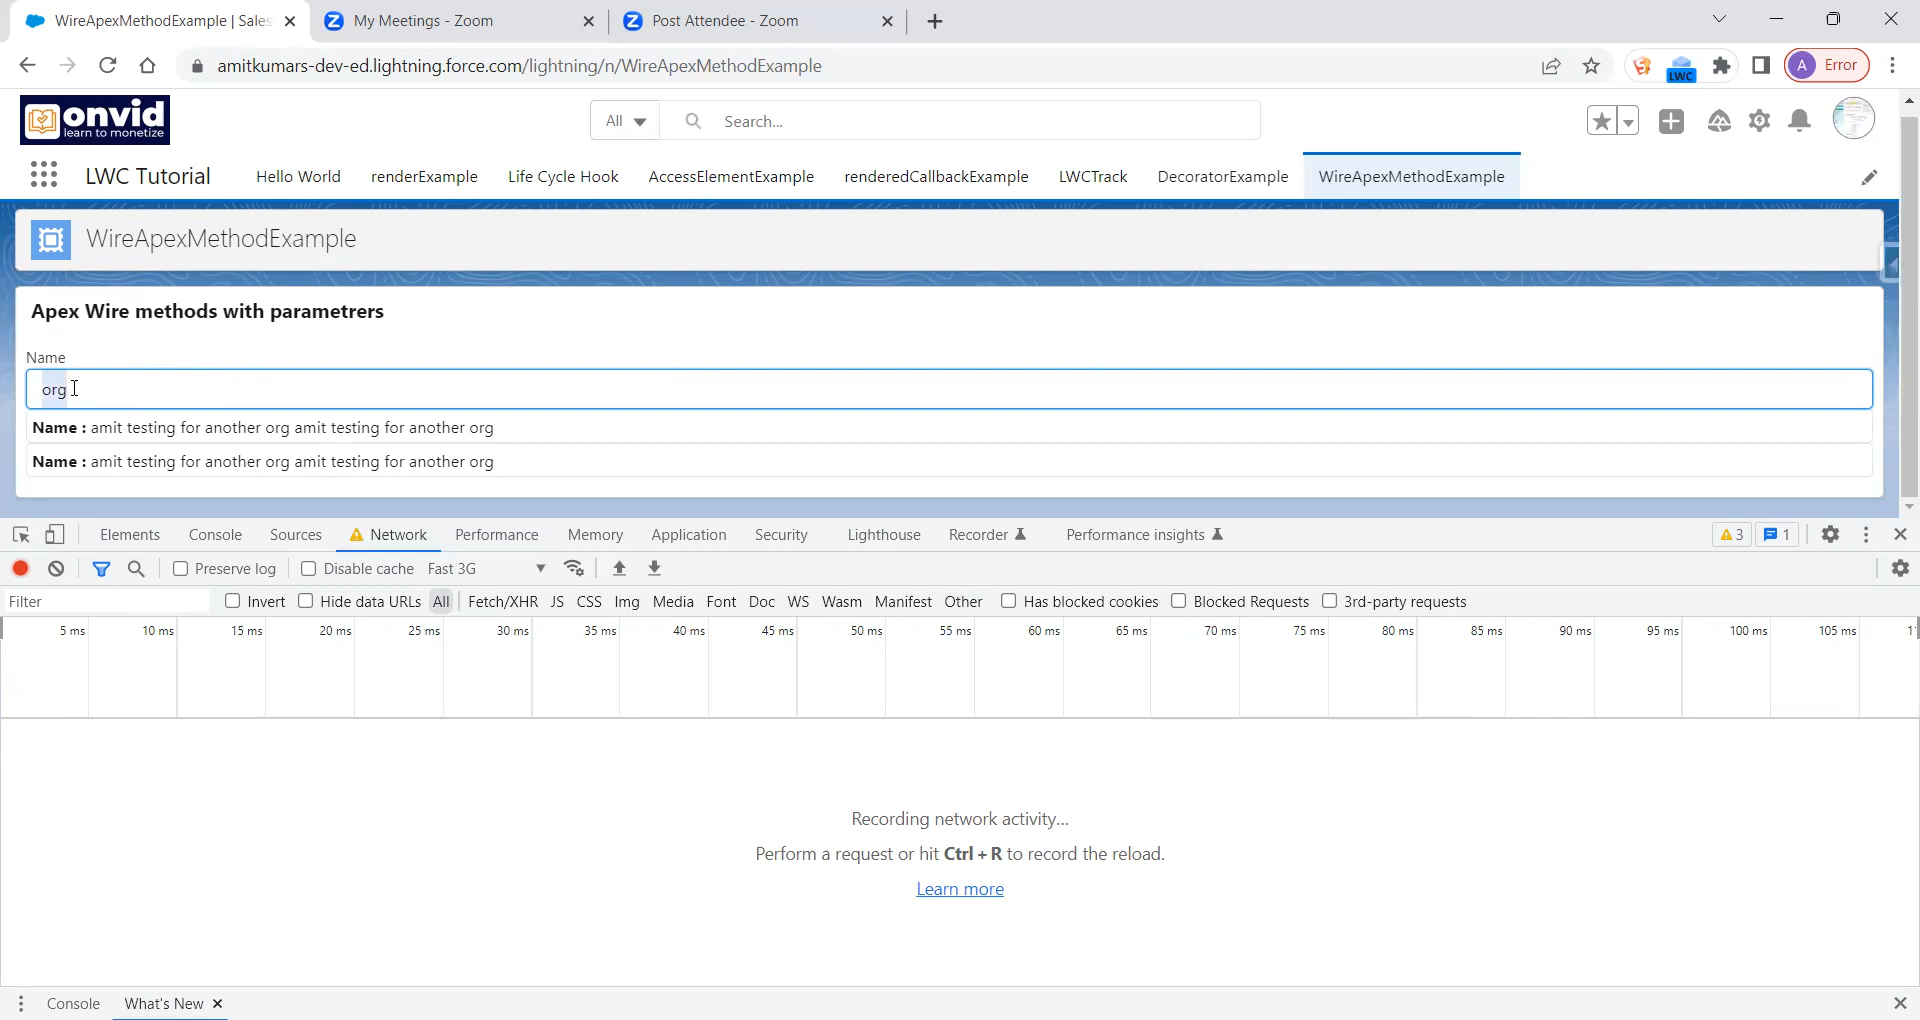 WireApexMethodExample | Sales
My Meetings - Zoom
Post Attendee - Zoom
amitkumars-dev-ed.lightning.force.com/lightning/n/WireApexMethodExample
LWC
A Error
onvid
learn to monetize
All
Search...
LWC Tutorial
Hello World
renderExample
Life Cycle Hook
AccessElementExample
renderedCallbackExample
LWCTrack
DecoratorExample
WireApexMethodExample
WireApexMethodExample
Apex Wire methods with parametrers
Name
org
Name : amit testing for another org amit testing for another org
Name : amit testing for another org amit testing for another org
Elements
Console
Sources
Network
Performance
Memory
Application
Security
Lighthouse
Recorder
Performance insights
3
1
Preserve log
Disable cache
Fast 3G
Filter
Invert
Hide data URLs
All
Fetch/XHR
JS
CSS
Img
Media
Font
Doc
WS
Wasm
Manifest
Other
Has blocked cookies
Blocked Requests
3rd-party requests
5 ms
10 ms
15 ms
20 ms
25 ms
30 ms
35 ms
40 ms
45 ms
50 ms
55 ms
60 ms
65 ms
70 ms
75 ms
80 ms
85 ms
90 ms
95 ms
100 ms
105 ms
Recording network activity...
Perform a request or hit Ctrl + R to record the reload.
Learn more
Console
What's New